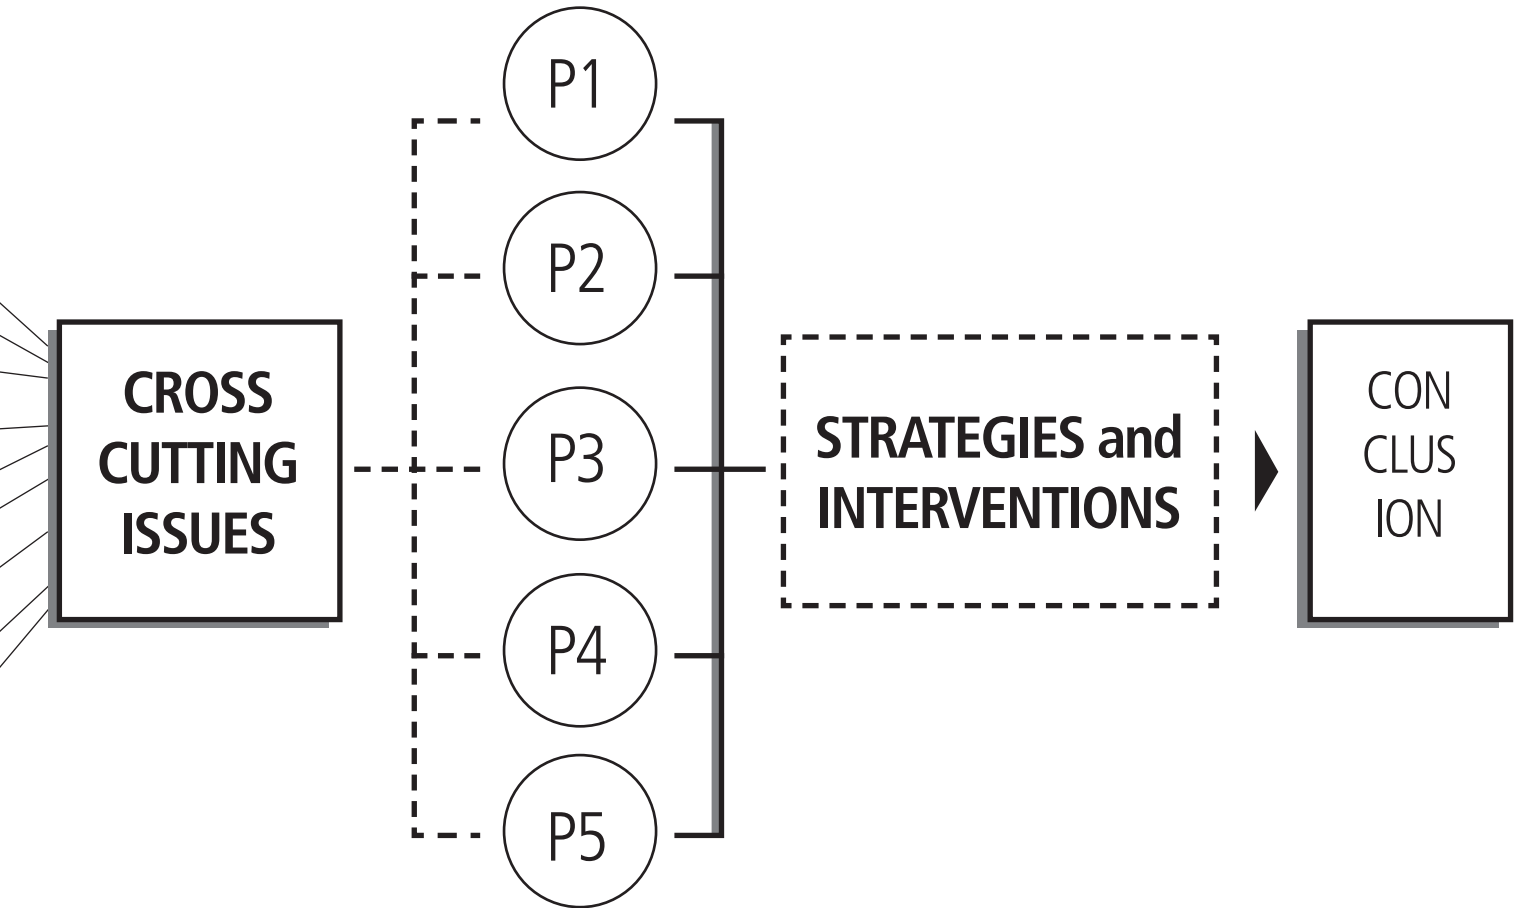 CROSS
CUTTING
ISSUES
P1
P2
P3
P4
P5
STRATEGIES and
INTERVENTIONS
CON
CLUS
ION